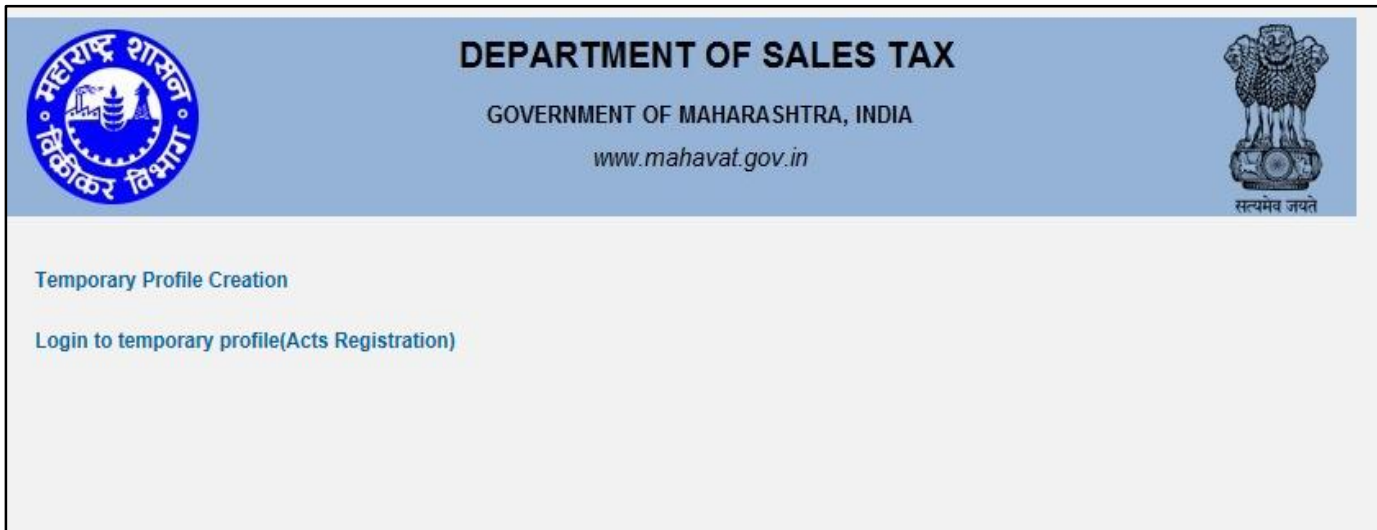 महाराष्ट्र शासन
विक्रीकर विभाग
DEPARTMENT OF SALES TAX
GOVERNMENT OF MAHARASHTRA, INDIA
www.mahavat.gov.in
सत्यमेव जयते
Temporary Profile Creation
Login to temporary profile(Acts Registration)